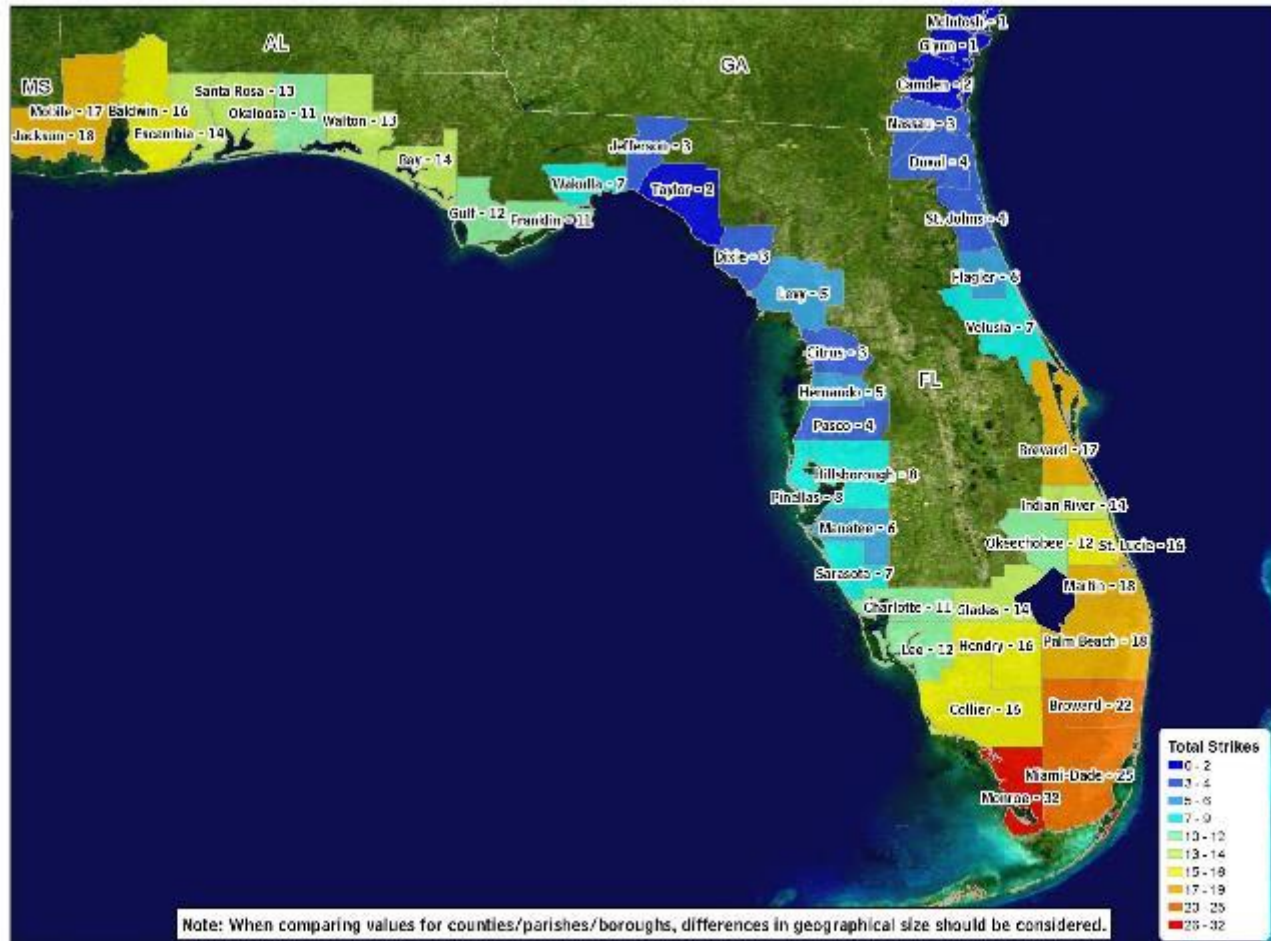 McIntosh - 1
Glynn - 1
AL
GA
MS
Camden - 2
Santa Rosa - 13
Mobile - 17
Baldwin - 16
Okaloosa - 11
Walton - 13
Nassau - 3
Jackson - 18
Escambia - 14
Jefferson - 3
Bay - 14
Duval - 4
Wakulla - 7
Taylor - 2
Gulf - 12
Franklin - 11
St. Johns - 4
Dixie - 3
Flagler - 6
Levy - 5
Volusia - 7
Citrus - 3
FL
Hernando - 5
Pasco - 4
Brevard - 17
Hillsborough - 8
Pinellas - 8
Indian River - 14
Manatee - 6
Okeechobee - 12
St. Lucie - 16
Sarasota - 7
Martin - 18
Charlotte - 11
Glades - 14
Lee - 12
Hendry - 16
Palm Beach - 18
Collier - 16
Broward - 22
Miami-Dade - 25
Monroe - 32
Total Strikes
0 - 2
3 - 4
5 - 6
7 - 9
10 - 12
13 - 14
15 - 16
17 - 19
20 - 25
26 - 32
Note: When comparing values for counties/parishes/boroughs, differences in geographical size should be considered.